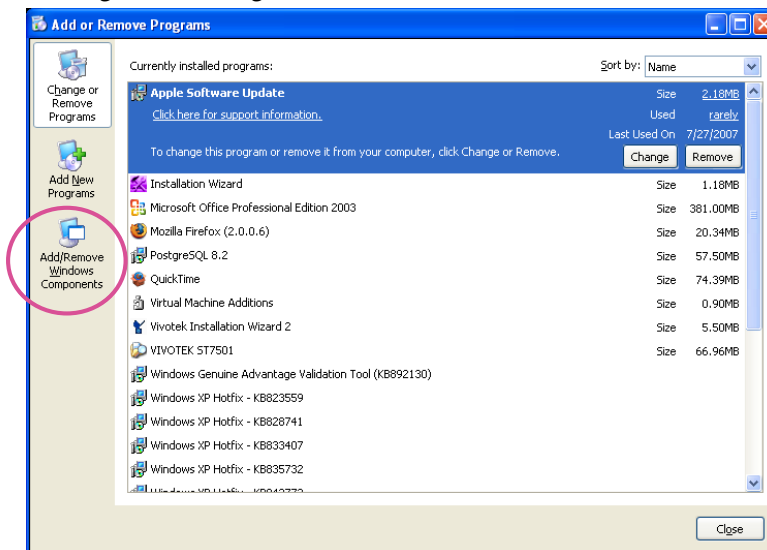 Add or Remove Programs
Change or
Remove
Programs
Add New
Programs
Add/Remove
Windows
Components
Currently installed programs:
Sort by: Name
Apple Software Update Size 2.18MB
Click here for support information. Used rarely
Last Used On 7/27/2007
To change this program or remove it from your computer, click Change or Remove. Change Remove
Installation Wizard Size 1.18MB
Microsoft Office Professional Edition 2003 Size 381.00MB
Mozilla Firefox (2.0.0.6) Size 20.34MB
PostgreSQL 8.2 Size 57.50MB
QuickTime Size 74.39MB
Virtual Machine Additions Size 0.90MB
Vivotek Installation Wizard 2 Size 5.50MB
VIVOTEK ST7501 Size 66.96MB
Windows Genuine Advantage Validation Tool (KB892130)
Windows XP Hotfix - KB823559
Windows XP Hotfix - KB828741
Windows XP Hotfix - KB833407
Windows XP Hotfix - KB835732
Windows XP Hotfix
Close